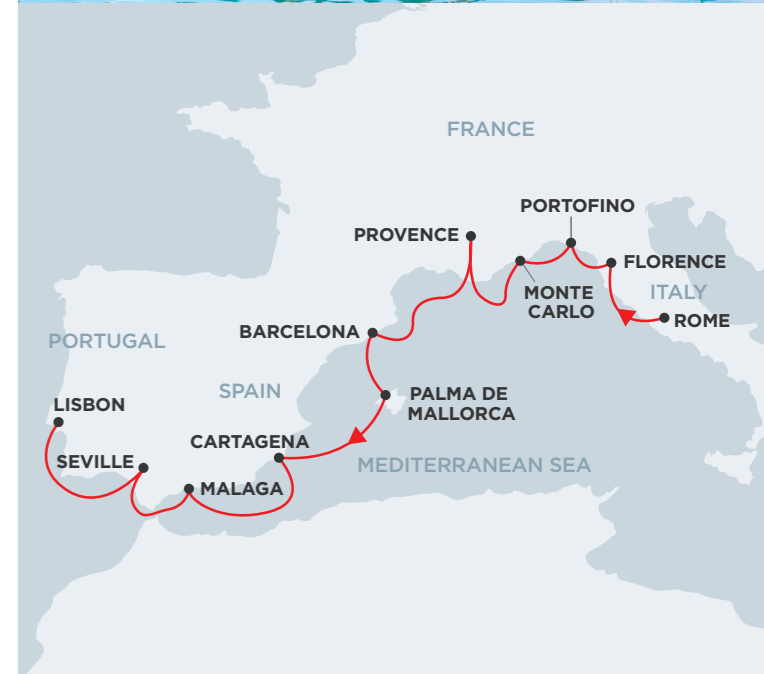 FRANCE
PORTOFINO
PROVENCE
FLORENCE
MONTE
CARLO
ITALY
ROME
BARCELONA
PORTUGAL
SPAIN
PALMA DE
MALLORCA
LISBON
CARTAGENA
SEVILLE
MEDITERRANEAN SEA
MALAGA